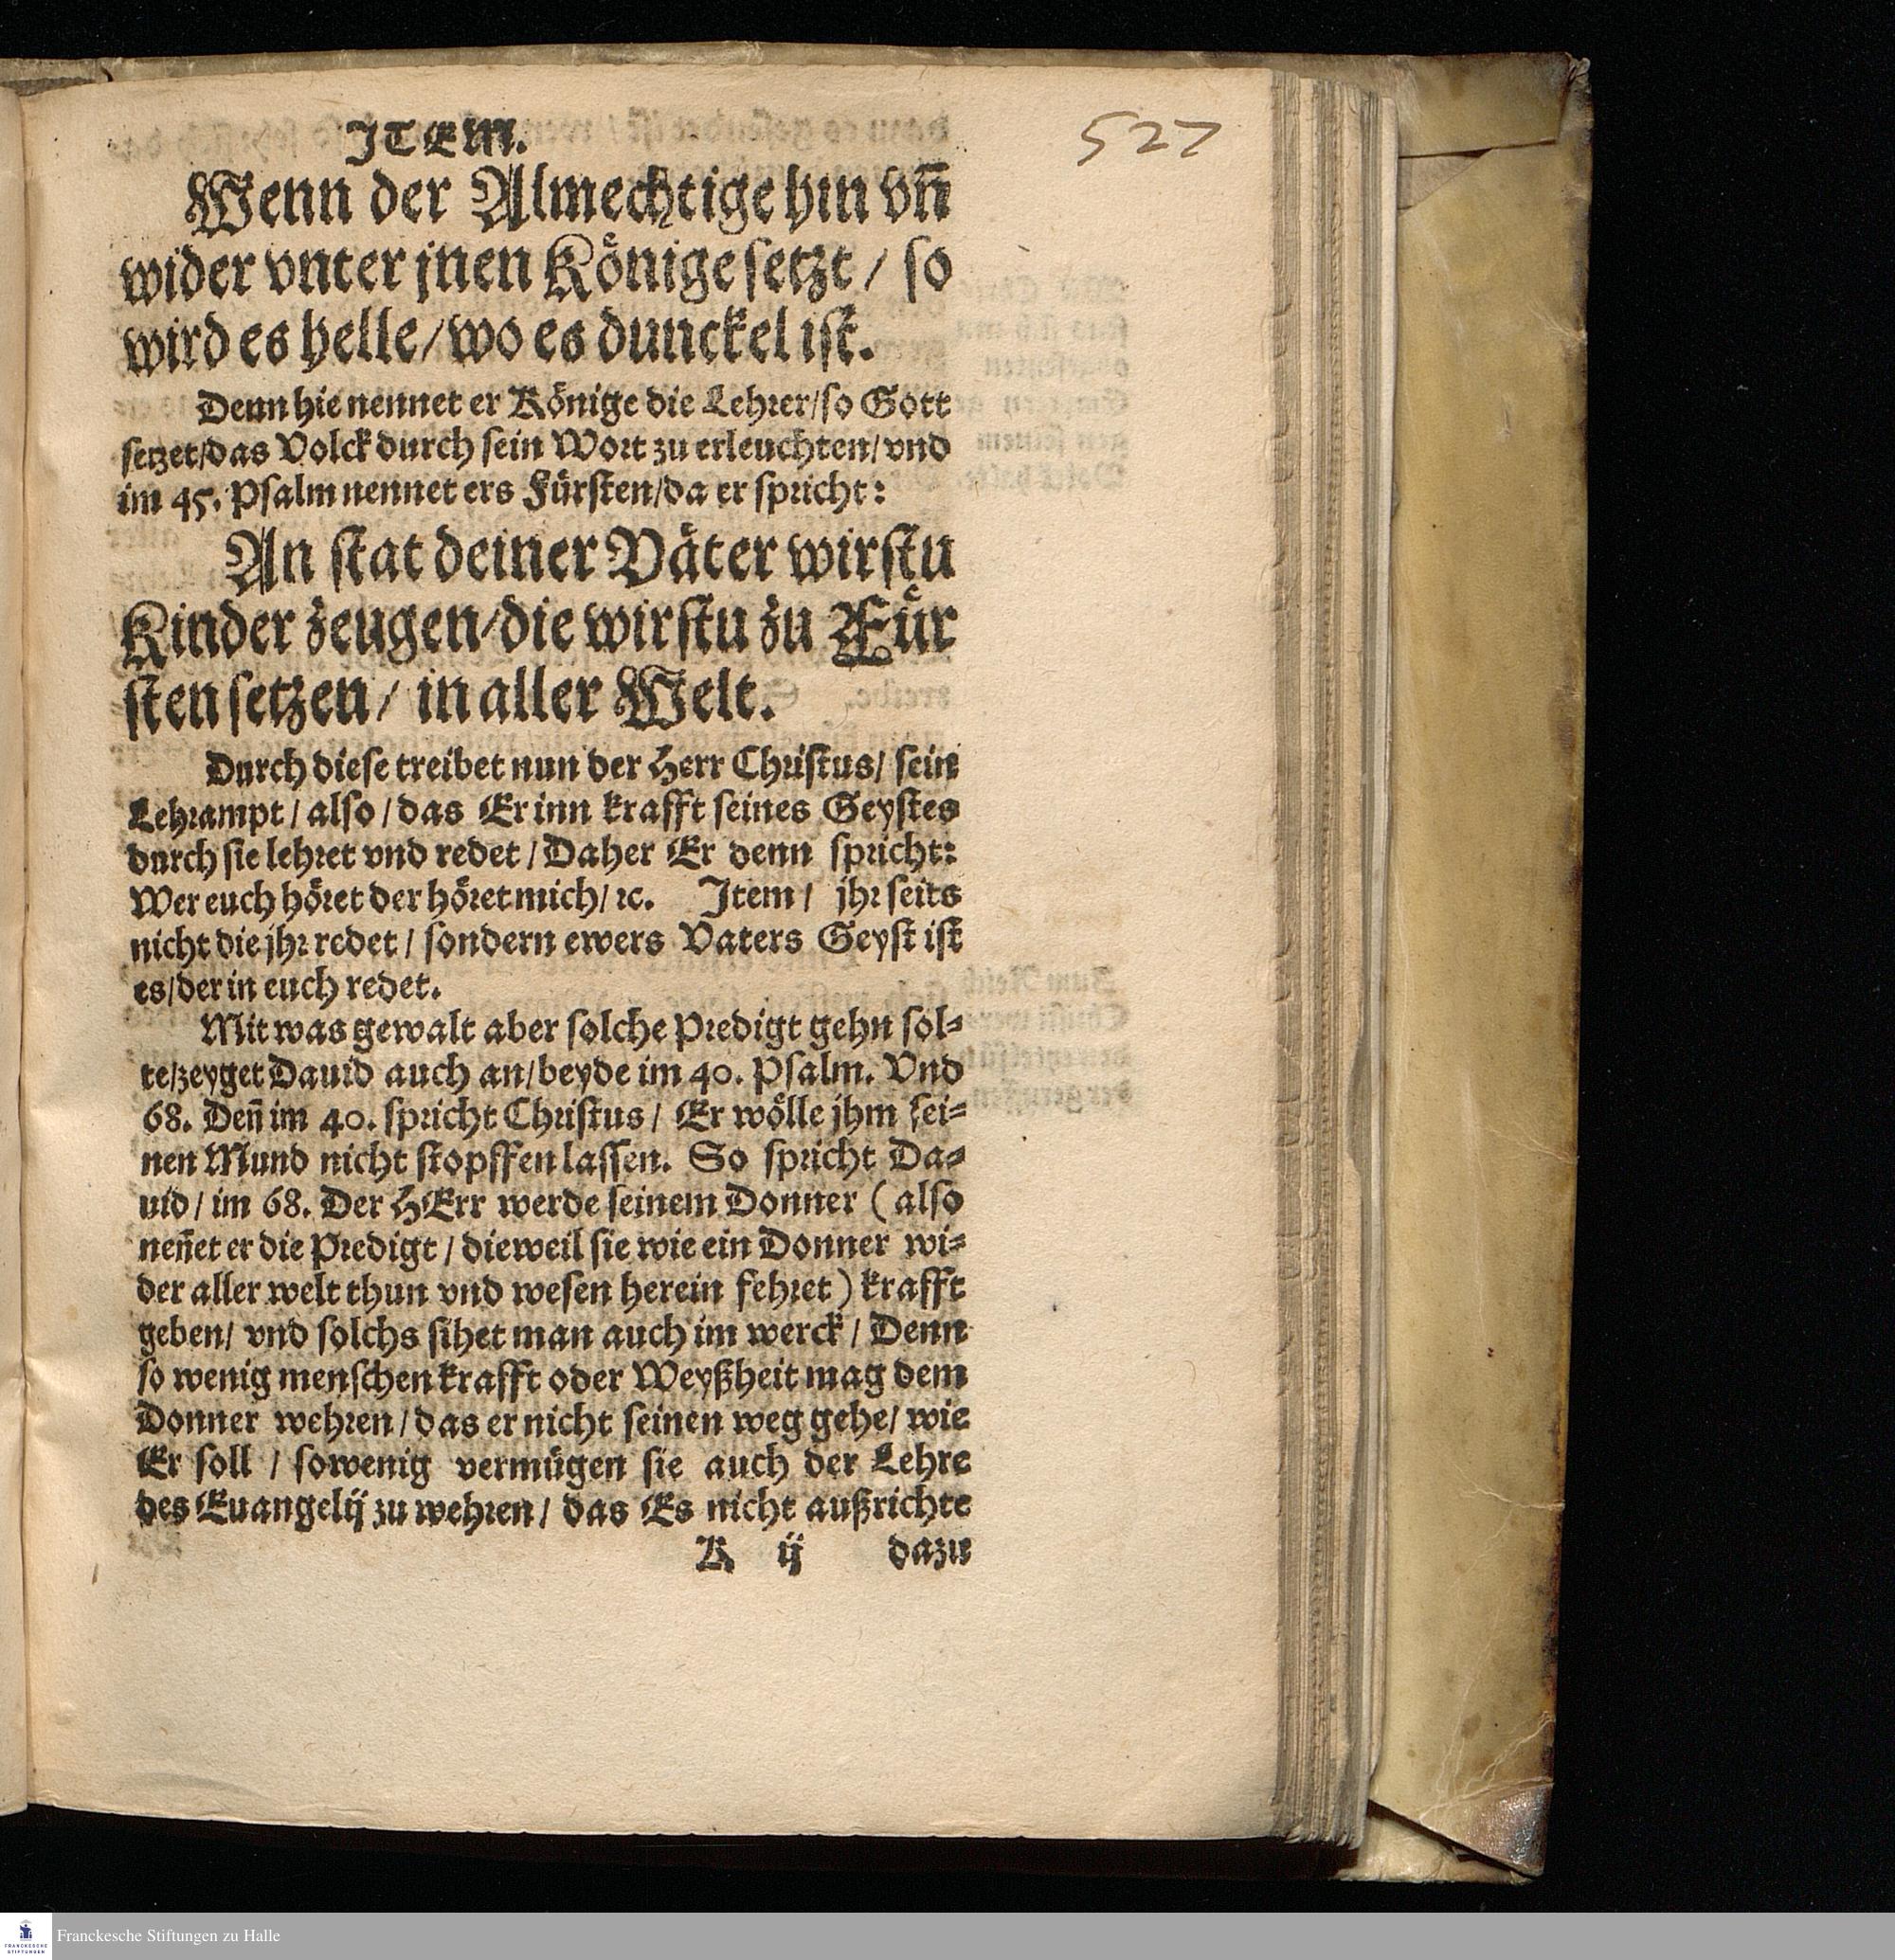 527
ITEM.
Wenn der Almechtige hin vn̄
wider vnter jnen Könige setzt / so
wird es helle / wo es dunckel ist.
Denn hie nennet er Könige die Lehrer / so Gott
setzet / das Volck durch sein Wort zu erleuchten / vnd
im 45. Psalm nennet ers Fürsten / da er spricht:
An stat deiner Väter wirstu
Kinder zeugen / die wirstu zu Für
sten setzen / in aller Welt.
Durch diese treibet nun der Herr Christus / sein
Lehrampt / also / das Er inn krafft seines Geystes
durch sie lehret vnd redet / Daher Er denn spricht:
Wer euch höret der höret mich / ꝛc. Item / jhr seits
nicht die jhr redet / sondern ewers Vaters Geyst ist
es / der in euch redet.
Mit was gewalt aber solche Predigt gehn sol-
te / zeyget Dauid auch an / beyde im 40. Psalm. Vnd
68. Den̄ im 40. spricht Christus / Er wölle jhm sei-
nen Mund nicht stopffen lassen. So spricht Da-
uid / im 68. Der HErr werde seinem Donner (also
nen̄et er die Predigt / dieweil sie wie ein Donner wi-
der aller welt thun vnd wesen herein fehret) krafft
geben / vnd solchs sihet man auch im werck / Denn
so wenig menschen krafft oder Weyßheit mag dem
Donner wehren / das er nicht seinen weg gehe / wie
Er soll / sowenig vermügen sie auch der Lehre
des Euangelij zu wehren / das Es nicht außrichte
K ij dazu
Franckesche Stiftungen zu Halle
FRANCKESCHE
STIFTUNGEN